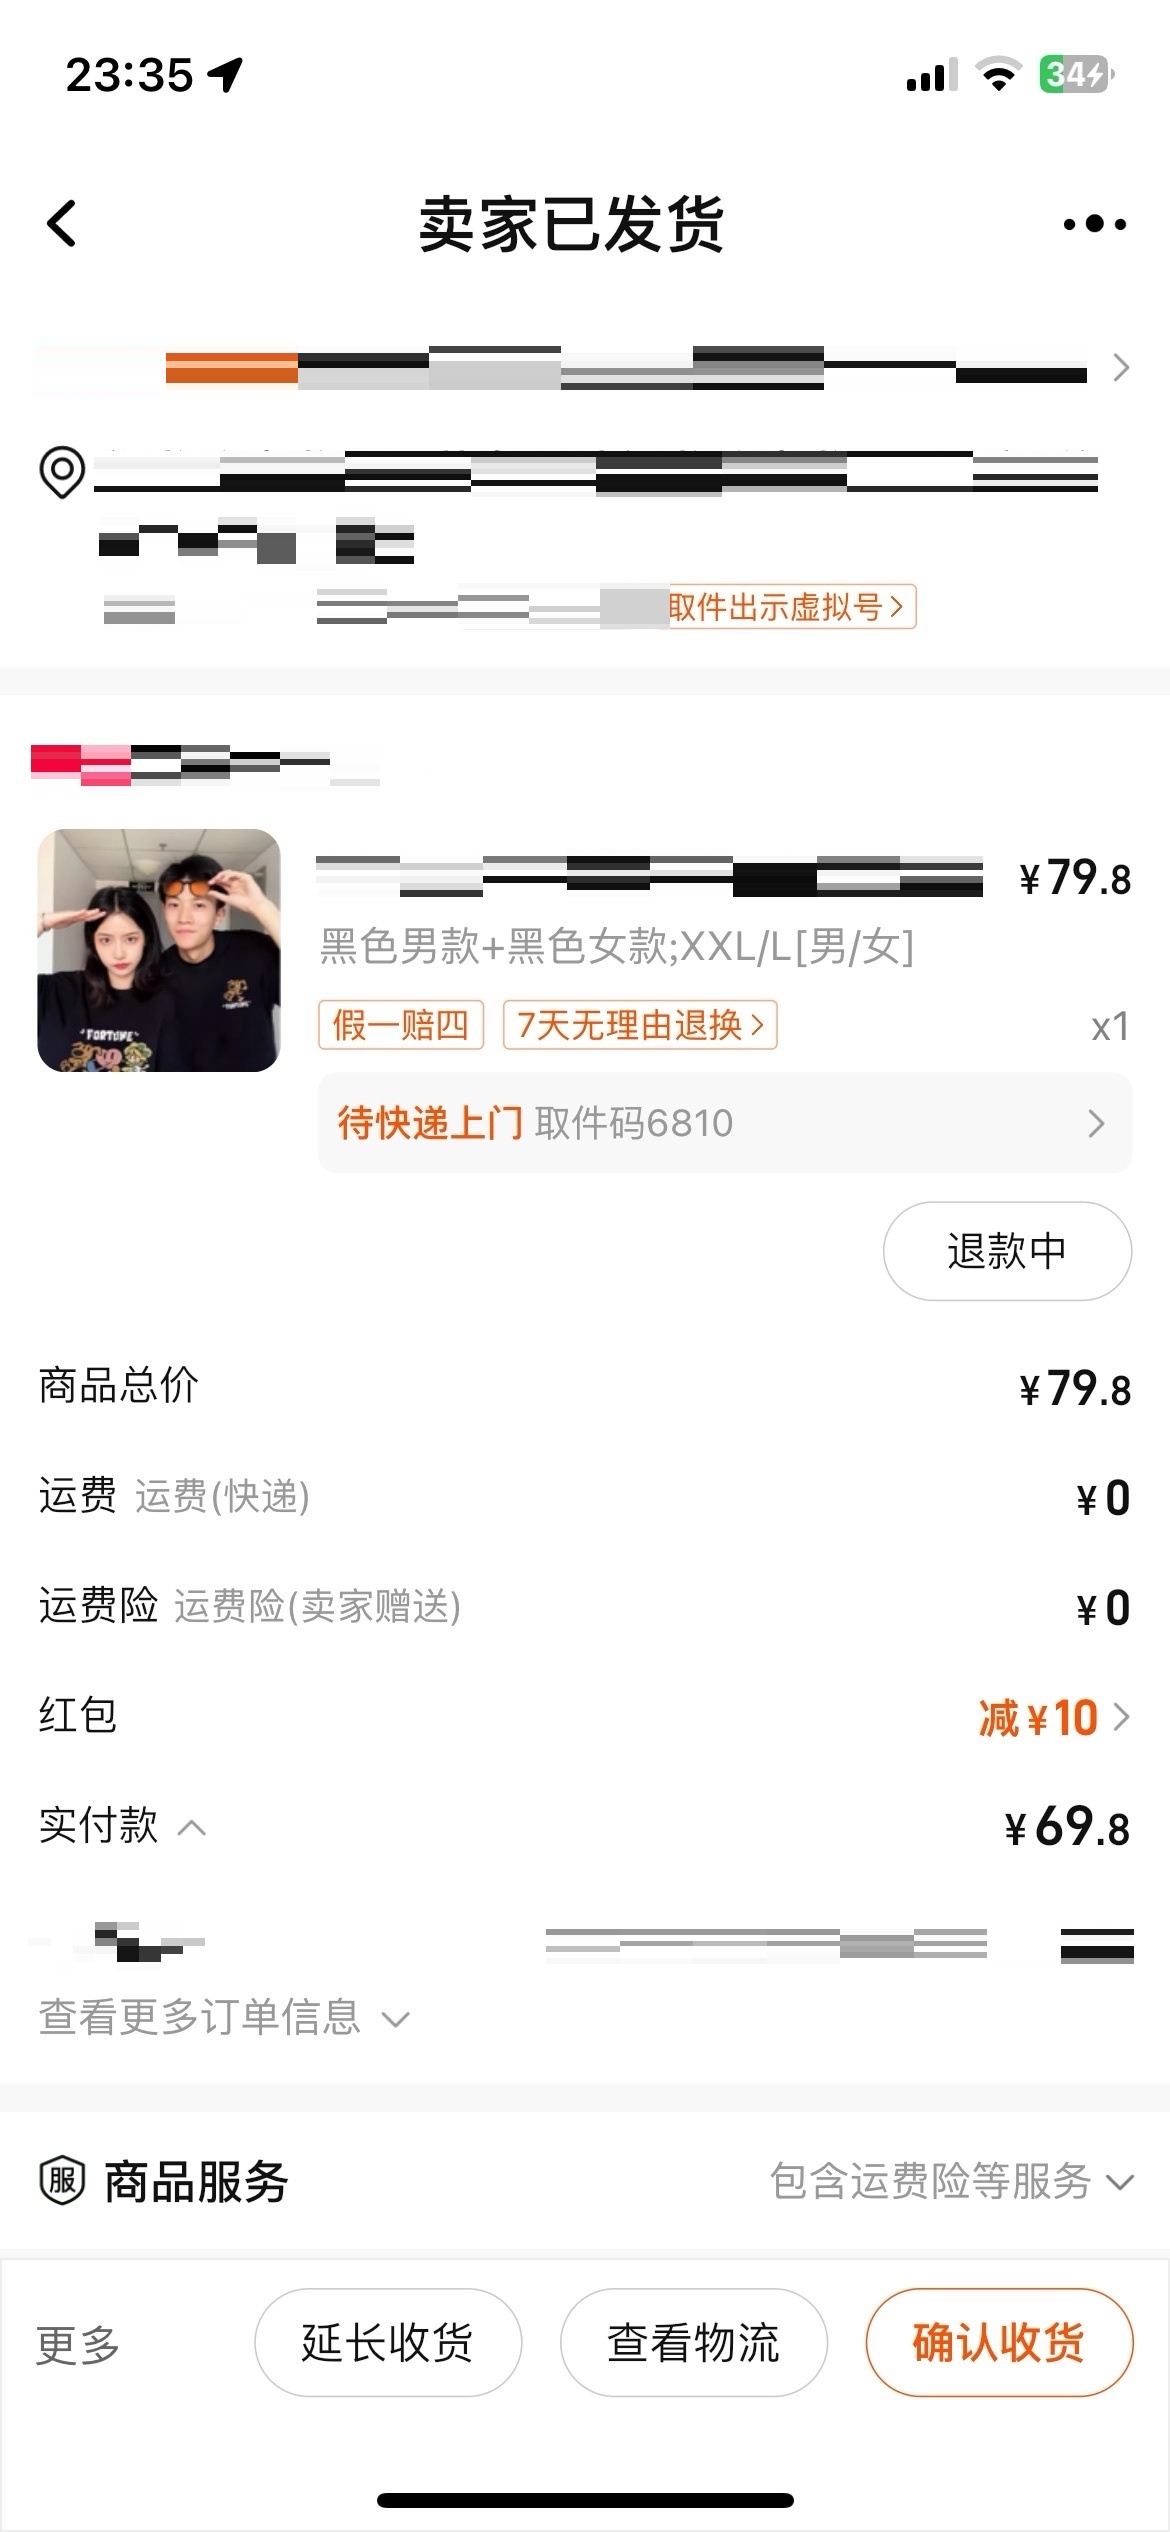 23:35
34
卖家已发货
取件出示虚拟号
¥79.8
黑色男款+黑色女款;XXL/L[男/女]
假一赔四 7天无理由退换 x1
FORTUNE
待快递上门 取件码6810
退款中
商品总价 ¥79.8
运费 运费(快递) ¥0
运费险 运费险(卖家赠送) ¥0
红包 减¥10
实付款 ¥69.8
查看更多订单信息
服 商品服务 包含运费险等服务
更多 延长收货 查看物流 确认收货